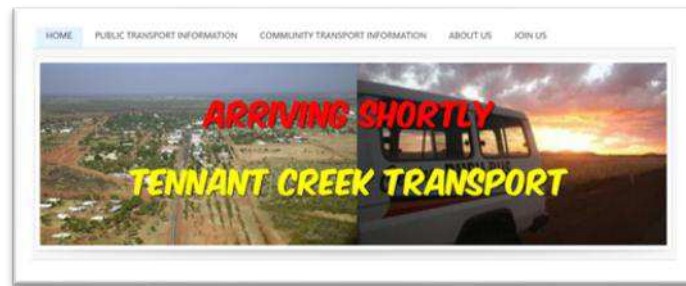 HOME PUBLIC TRANSPORT INFORMATION COMMUNITY TRANSPORT INFORMATION ABOUT US JOIN US
ARRIVING SHORTLY
TENNANT CREEK TRANSPORT